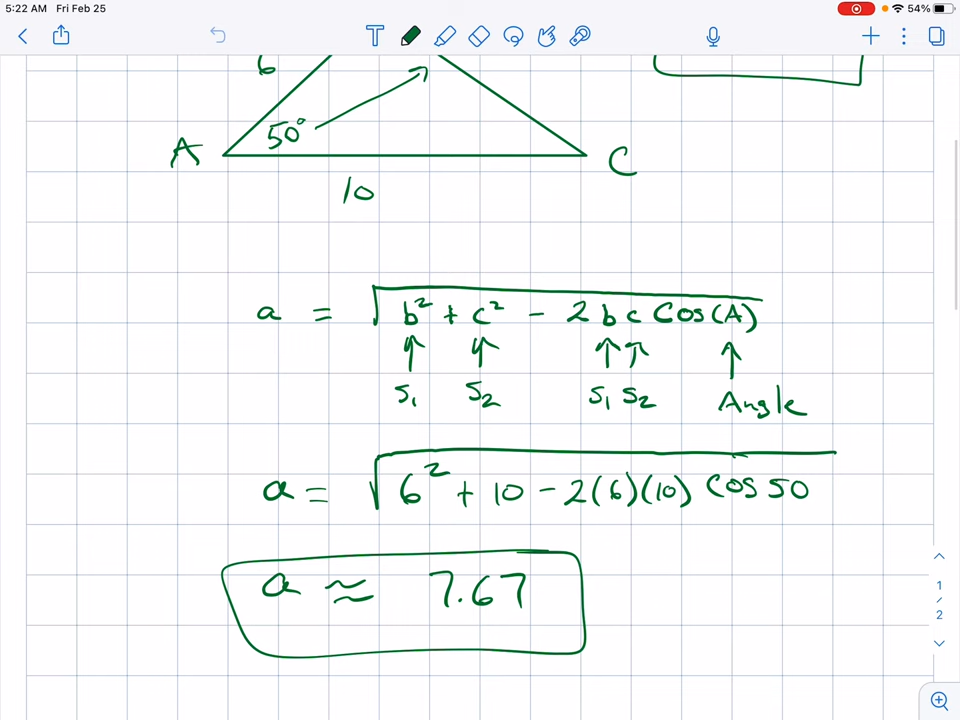 5:22 AM Fri Feb 25
54%
T
6
50°
A
C
10
a = √b² + c² - 2bc Cos(A)
S₁ S₂ S₁ S₂ Angle
a = √6² + 10 - 2(6)(10) Cos 50
a ≈ 7.67
1
/
2